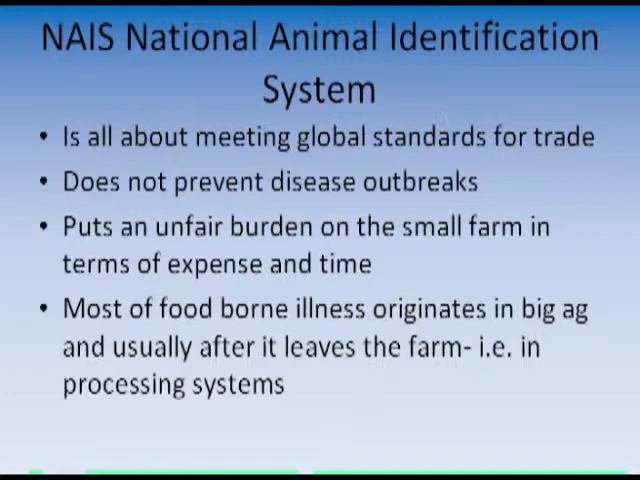 NAIS National Animal Identification
System
• Is all about meeting global standards for trade
• Does not prevent disease outbreaks
• Puts an unfair burden on the small farm in
terms of expense and time
• Most of food borne illness originates in big ag
and usually after it leaves the farm- i.e. in
processing systems